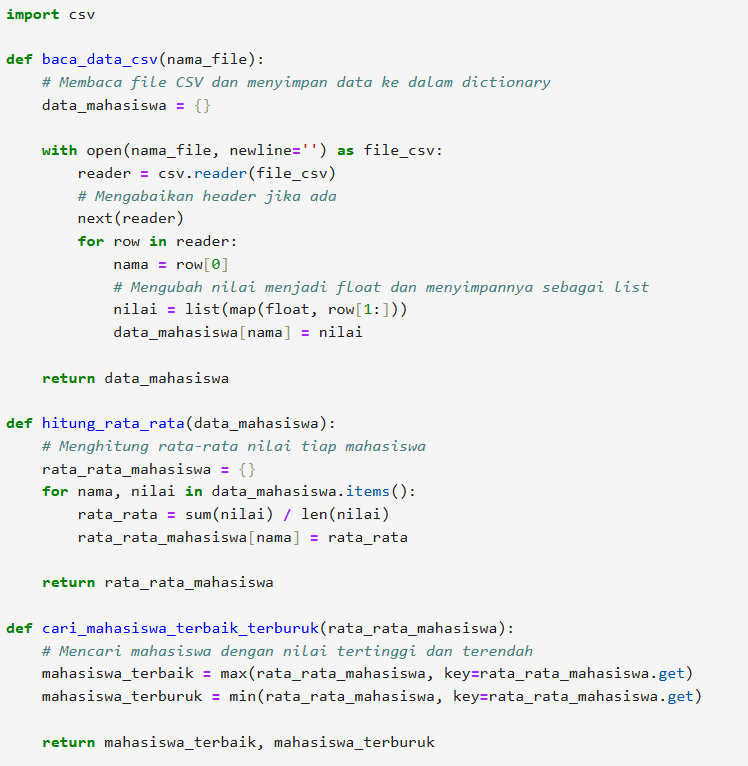 import csv

def baca_data_csv(nama_file):
    # Membaca file CSV dan menyimpan data ke dalam dictionary
    data_mahasiswa = {}

    with open(nama_file, newline='') as file_csv:
        reader = csv.reader(file_csv)
        # Mengabaikan header jika ada
        next(reader)
        for row in reader:
            nama = row[0]
            # Mengubah nilai menjadi float dan menyimpannya sebagai list
            nilai = list(map(float, row[1:]))
            data_mahasiswa[nama] = nilai

    return data_mahasiswa

def hitung_rata_rata(data_mahasiswa):
    # Menghitung rata-rata nilai tiap mahasiswa
    rata_rata_mahasiswa = {}
    for nama, nilai in data_mahasiswa.items():
        rata_rata = sum(nilai) / len(nilai)
        rata_rata_mahasiswa[nama] = rata_rata

    return rata_rata_mahasiswa

def cari_mahasiswa_terbaik_terburuk(rata_rata_mahasiswa):
    # Mencari mahasiswa dengan nilai tertinggi dan terendah
    mahasiswa_terbaik = max(rata_rata_mahasiswa, key=rata_rata_mahasiswa.get)
    mahasiswa_terburuk = min(rata_rata_mahasiswa, key=rata_rata_mahasiswa.get)

    return mahasiswa_terbaik, mahasiswa_terburuk